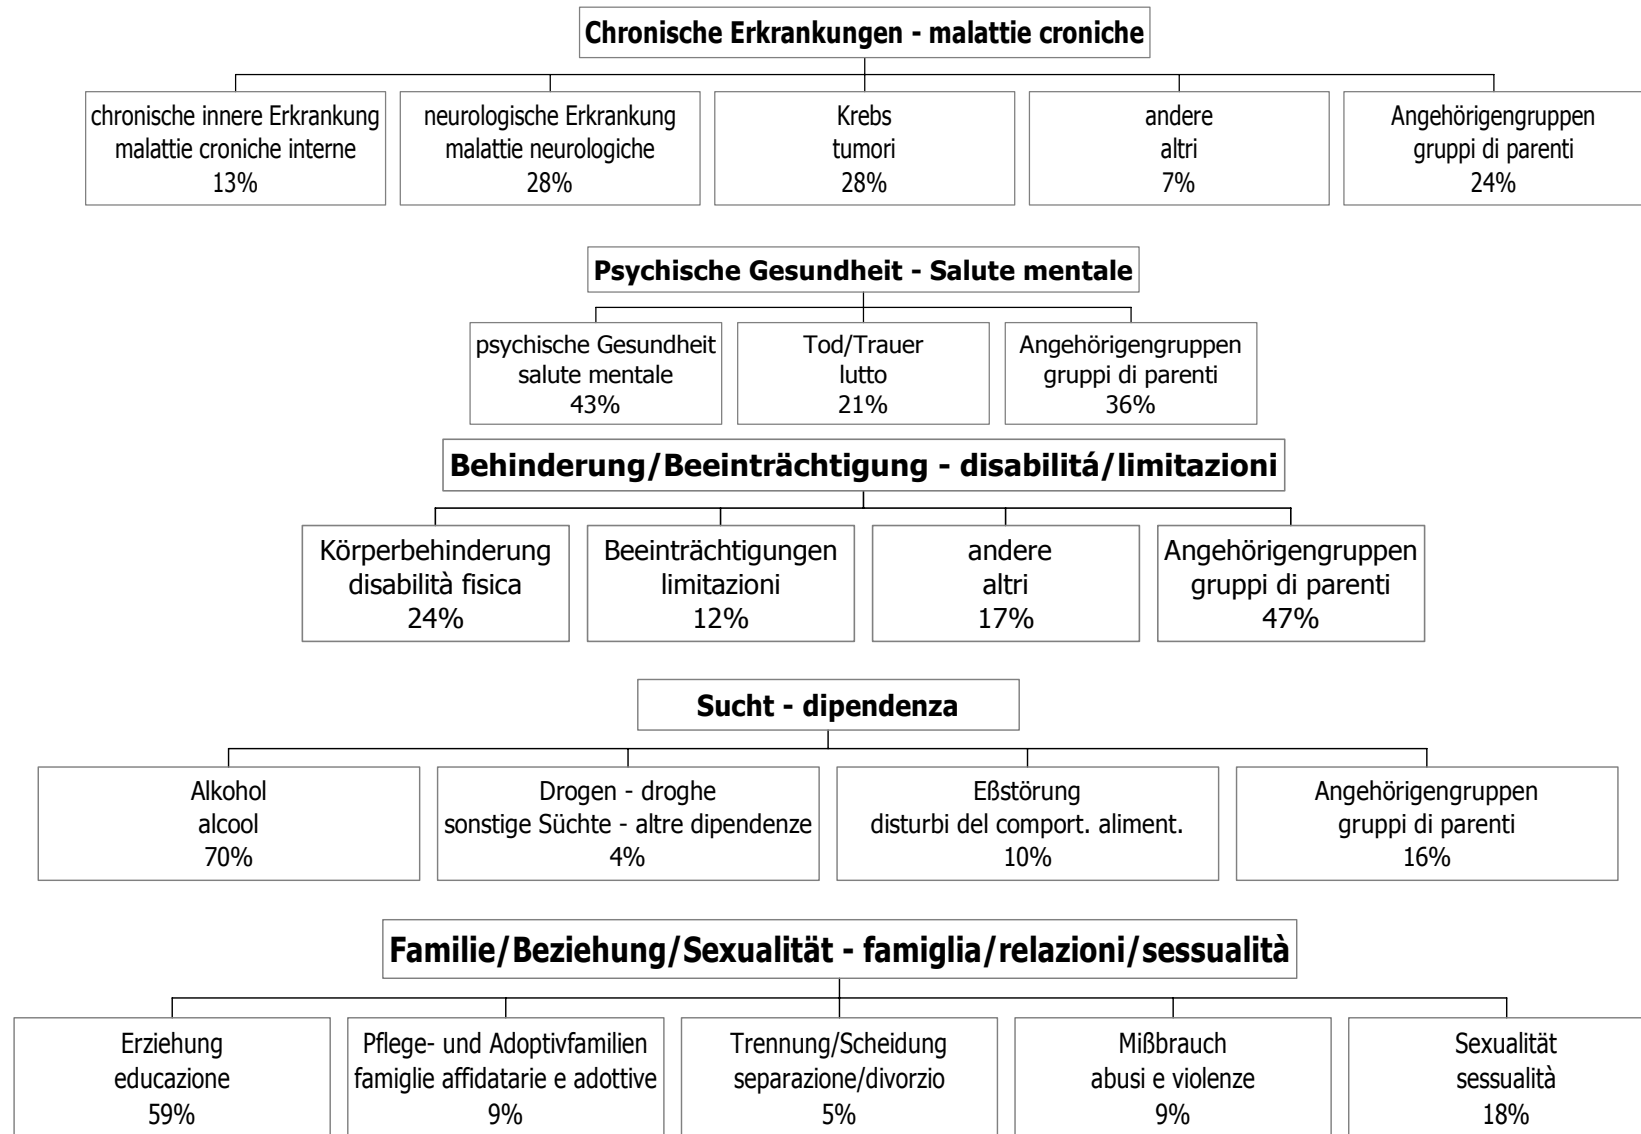 Chronische Erkrankungen - malattie croniche
chronische innere Erkrankung
malattie croniche interne
13%
neurologische Erkrankung
malattie neurologiche
28%
Krebs
tumori
28%
andere
altri
7%
Angehörigengruppen
gruppi di parenti
24%
Psychische Gesundheit - Salute mentale
psychische Gesundheit
salute mentale
43%
Tod/Trauer
lutto
21%
Angehörigengruppen
gruppi di parenti
36%
Behinderung/Beeinträchtigung - disabilitá/limitazioni
Körperbehinderung
disabilità fisica
24%
Beeinträchtigungen
limitazioni
12%
andere
altri
17%
Angehörigengruppen
gruppi di parenti
47%
Sucht - dipendenza
Alkohol
alcool
70%
Drogen - droghe
sonstige Süchte - altre dipendenze
4%
Eßstörung
disturbi del comport. aliment.
10%
Angehörigengruppen
gruppi di parenti
16%
Familie/Beziehung/Sexualität - famiglia/relazioni/sessualità
Erziehung
educazione
59%
Pflege- und Adoptivfamilien
famiglie affidatarie e adottive
9%
Trennung/Scheidung
separazione/divorzio
5%
Mißbrauch
abusi e violenze
9%
Sexualität
sessualità
18%